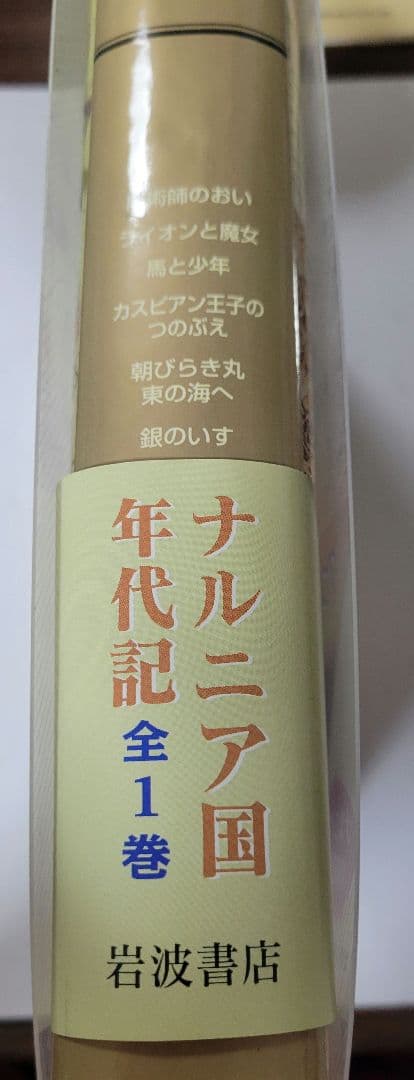 術師のおい
ライオンと魔女
馬と少年
カスピアン王子の
つのぶえ
朝びらき丸
東の海へ
銀のいす
ナルニア国
年代記
全1巻
岩波書店